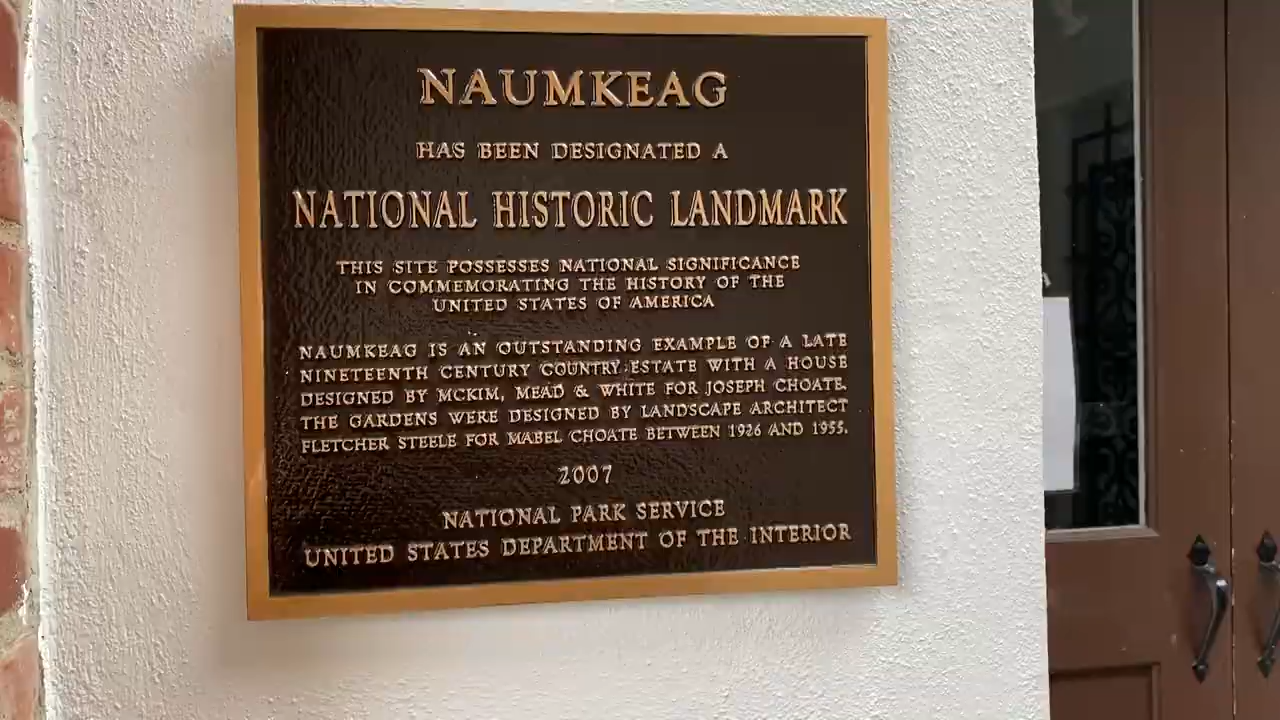 NAUMKEAG
HAS BEEN DESIGNATED A
NATIONAL HISTORIC LANDMARK
THIS SITE POSSESSES NATIONAL SIGNIFICANCE
IN COMMEMORATING THE HISTORY OF THE
UNITED STATES OF AMERICA
NAUMKEAG IS AN OUTSTANDING EXAMPLE OF A LATE
NINETEENTH CENTURY COUNTRY ESTATE WITH A HOUSE
DESIGNED BY MCKIM, MEAD & WHITE FOR JOSEPH CHOATE.
THE GARDENS WERE DESIGNED BY LANDSCAPE ARCHITECT
FLETCHER STEELE FOR MABEL CHOATE BETWEEN 1926 AND 1955.
2007
NATIONAL PARK SERVICE
UNITED STATES DEPARTMENT OF THE INTERIOR